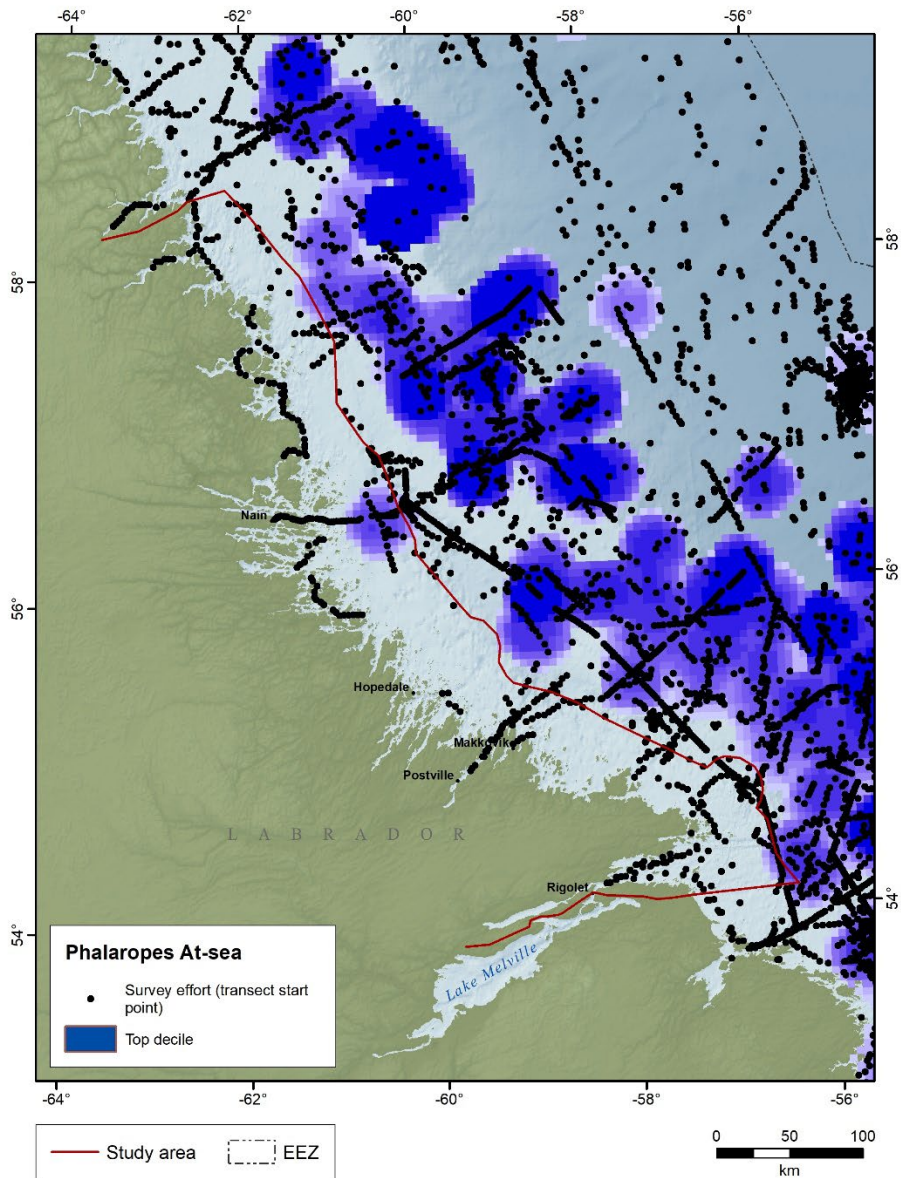 -64° -62° -60° -58° -56°
58°
58°
Nain
56°
56°
Hopedale
Makkovik
Postville
LABRADOR
Rigolet
54°
54°
Lake Melville
Phalaropes At-sea
Survey effort (transect start
point)
Top decile
-64° -62° -60° -58° -56°
Study area EEZ
0 50 100
km